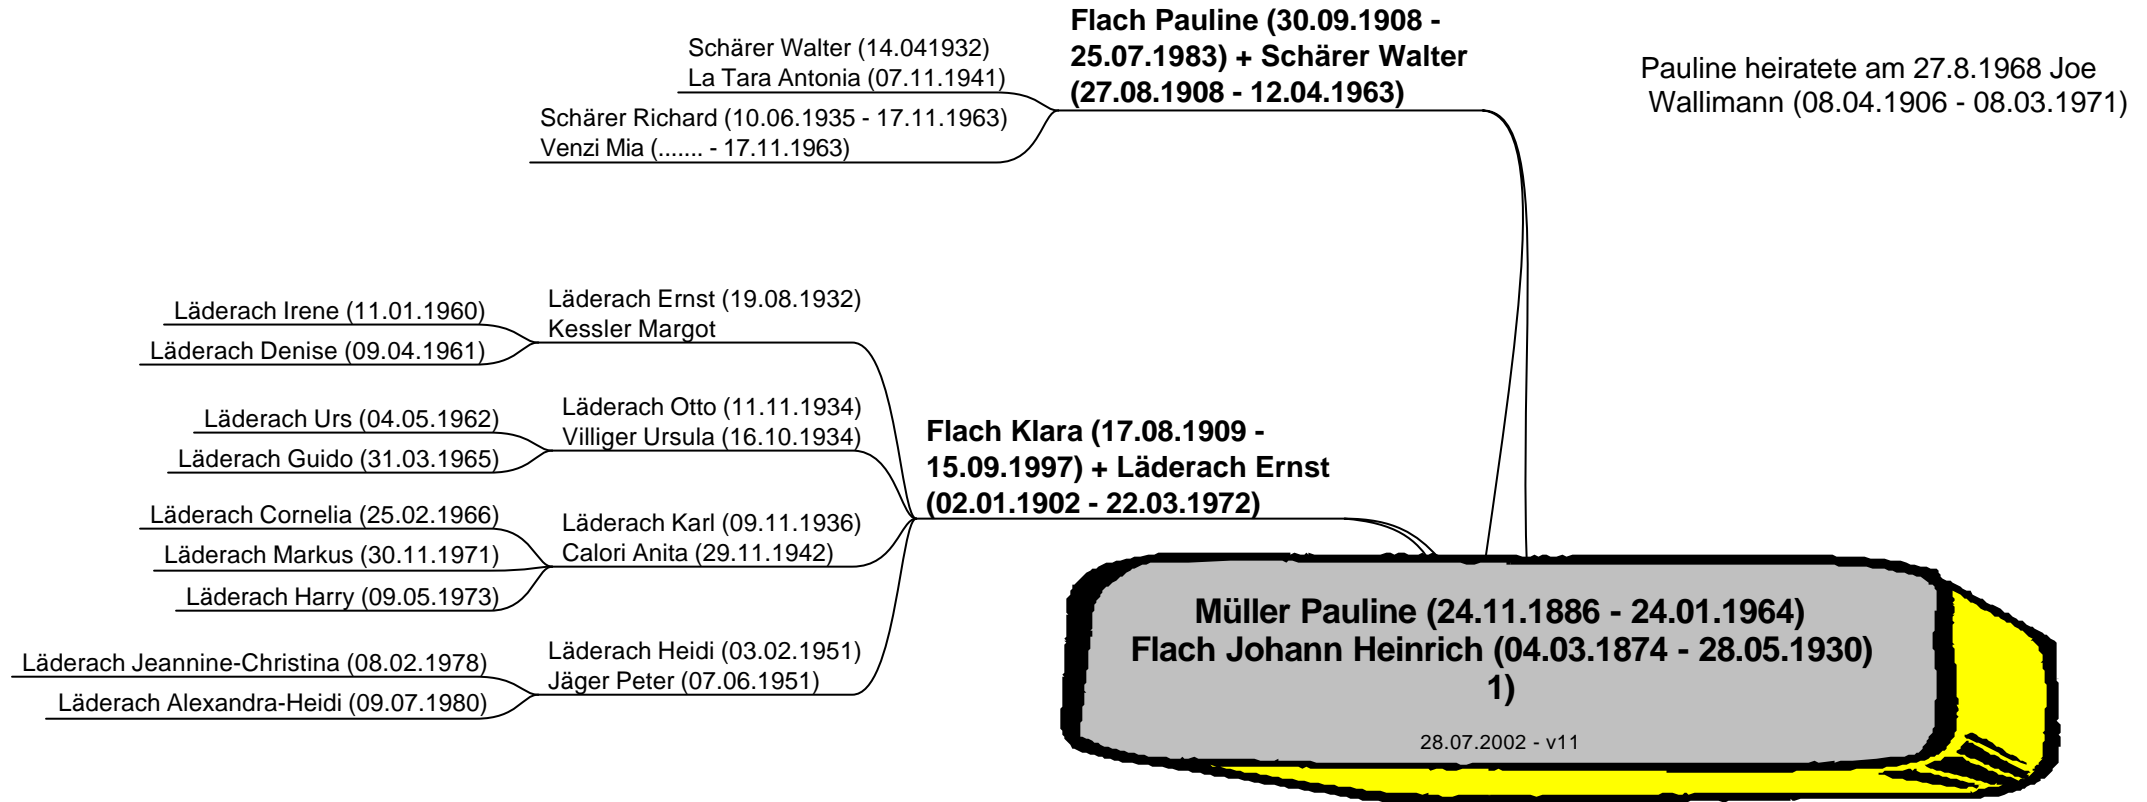 Flach Pauline (30.09.1908 -
25.07.1983) + Schärer Walter
(27.08.1908 - 12.04.1963)
Schärer Walter (14.041932)
La Tara Antonia (07.11.1941)
Schärer Richard (10.06.1935 - 17.11.1963)
Venzi Mia (....... - 17.11.1963)
Pauline heiratete am 27.8.1968 Joe
Wallimann (08.04.1906 - 08.03.1971)
Läderach Irene (11.01.1960)
Läderach Denise (09.04.1961)
Läderach Ernst (19.08.1932)
Kessler Margot
Läderach Urs (04.05.1962)
Läderach Guido (31.03.1965)
Läderach Otto (11.11.1934)
Villiger Ursula (16.10.1934)
Flach Klara (17.08.1909 -
15.09.1997) + Läderach Ernst
(02.01.1902 - 22.03.1972)
Läderach Cornelia (25.02.1966)
Läderach Markus (30.11.1971)
Läderach Harry (09.05.1973)
Läderach Karl (09.11.1936)
Calori Anita (29.11.1942)
Läderach Jeannine-Christina (08.02.1978)
Läderach Alexandra-Heidi (09.07.1980)
Läderach Heidi (03.02.1951)
Jäger Peter (07.06.1951)
Müller Pauline (24.11.1886 - 24.01.1964)
Flach Johann Heinrich (04.03.1874 - 28.05.1930)
1)
28.07.2002 - v11